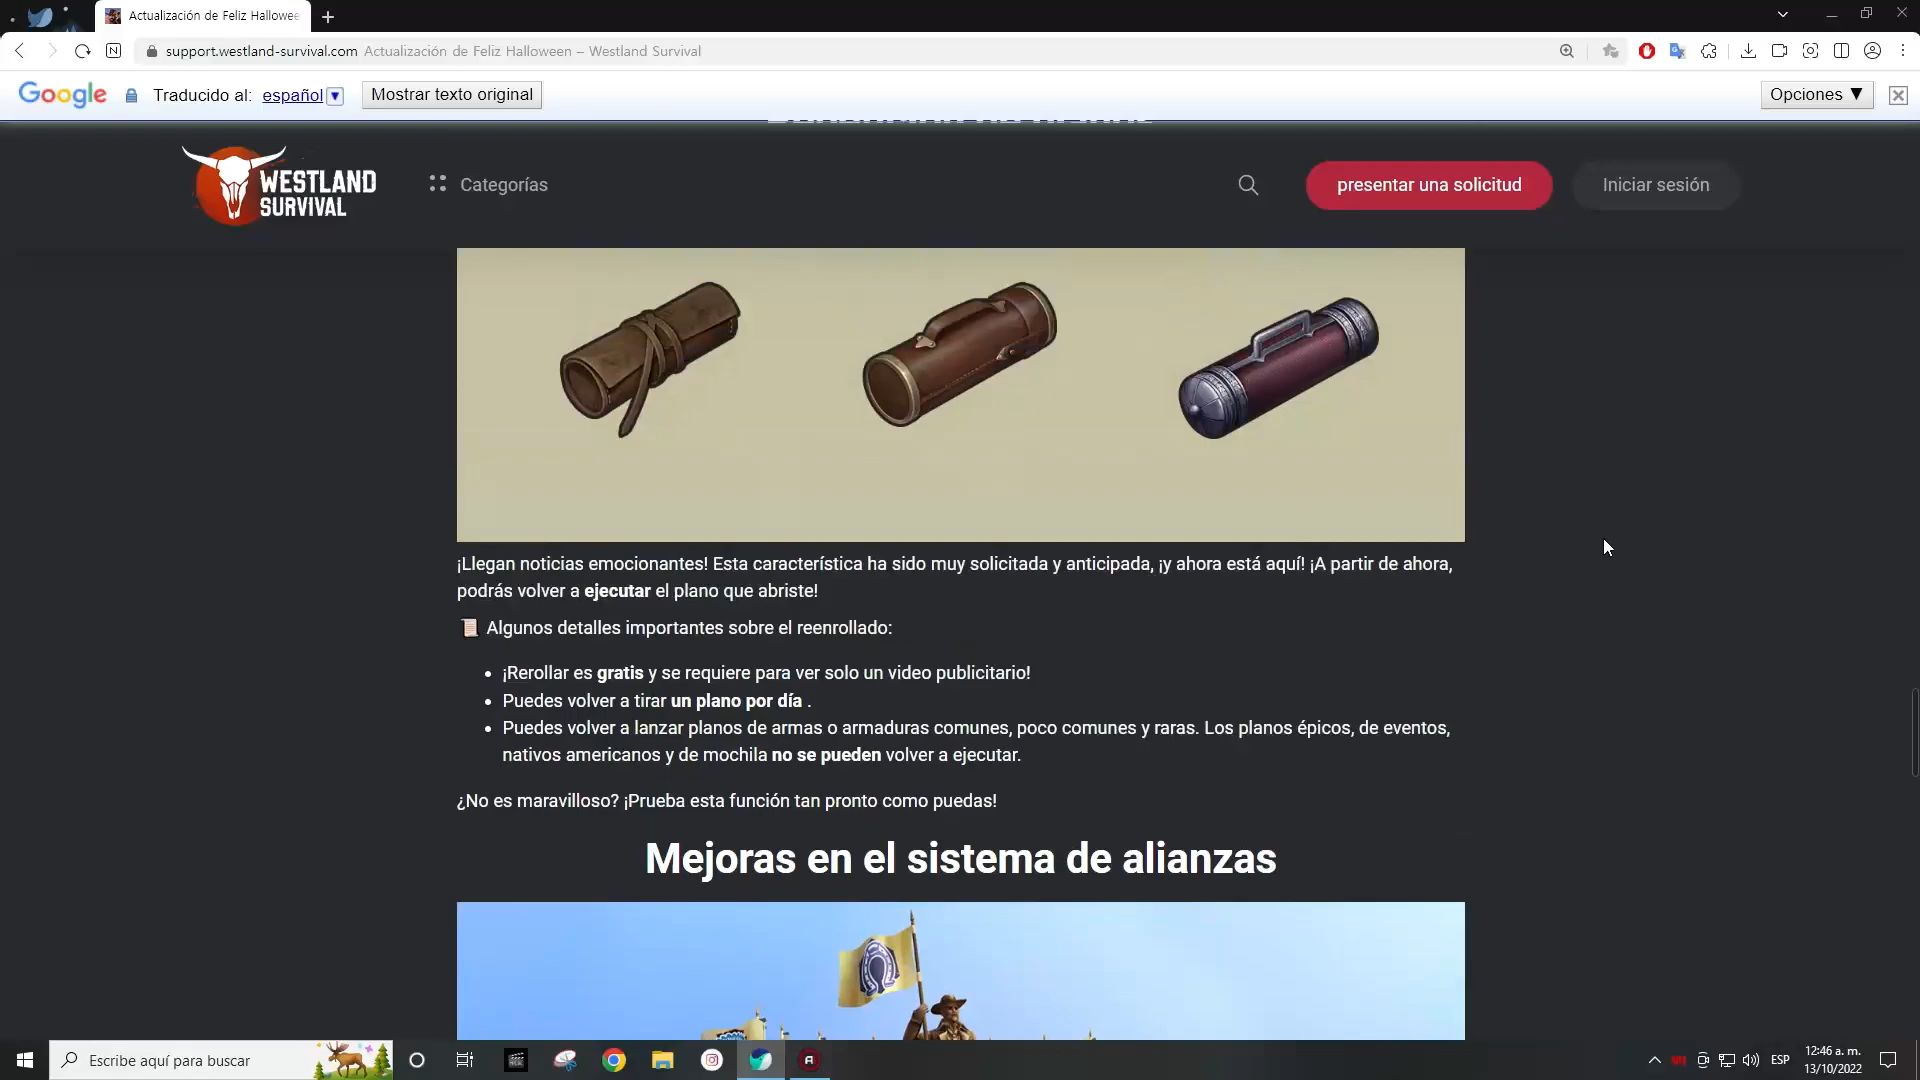 Actualización de Feliz Hallowee
support.westland-survival.com Actualización de Feliz Halloween – Westland Survival
Google Traducido al: español ▼ Mostrar texto original Opciones ▼
WESTLAND SURVIVAL
Categorías
presentar una solicitud
Iniciar sesión
¡Llegan noticias emocionantes! Esta característica ha sido muy solicitada y anticipada, ¡y ahora está aquí! ¡A partir de ahora,
podrás volver a ejecutar el plano que abriste!
📜 Algunos detalles importantes sobre el reenrollado:
• ¡Rerollar es gratis y se requiere para ver solo un video publicitario!
• Puedes volver a tirar un plano por día .
• Puedes volver a lanzar planos de armas o armaduras comunes, poco comunes y raras. Los planos épicos, de eventos,
nativos americanos y de mochila no se pueden volver a ejecutar.
¿No es maravilloso? ¡Prueba esta función tan pronto como puedas!
Mejoras en el sistema de alianzas
Escribe aquí para buscar
ESP
12:46 a. m.
13/10/2022